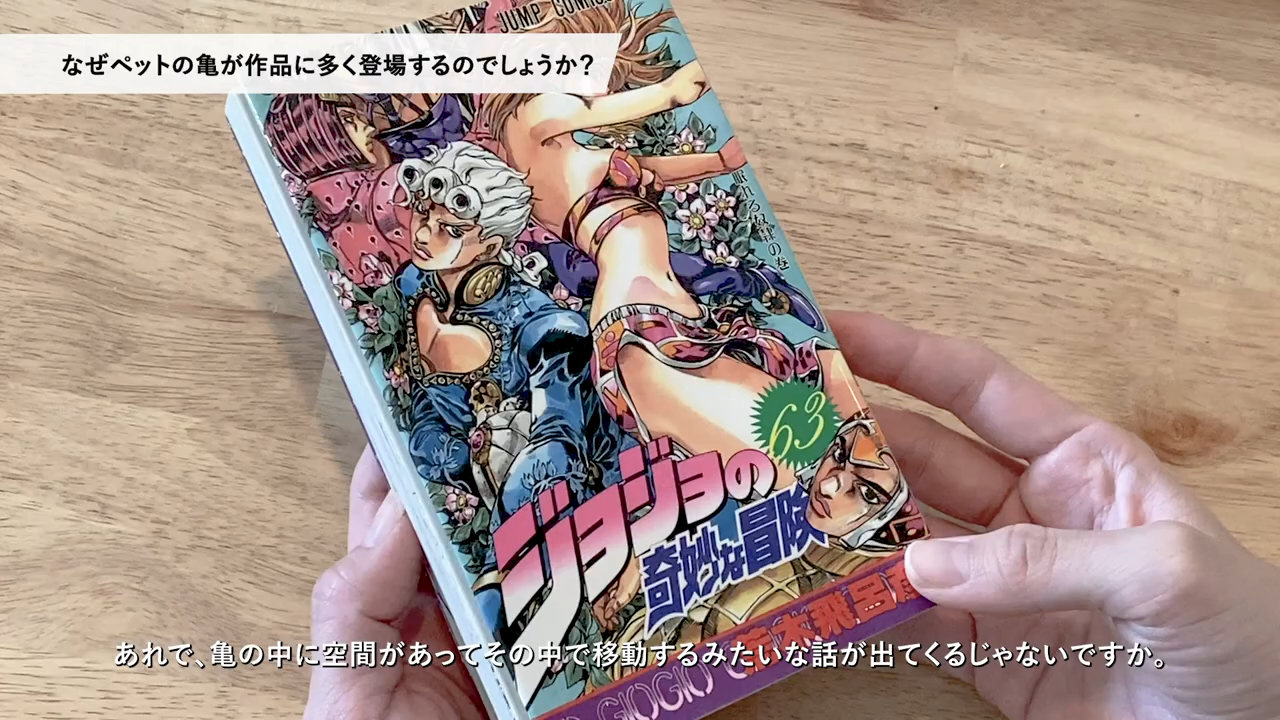 JUMP COMICS
なぜペットの亀が作品に多く登場するのでしょうか？
眠れる奴隷の巻
63
ジョジョの
奇妙な冒険
荒木飛呂
GIOGIO
あれで、亀の中に空間があってその中で移動するみたいな話が出てくるじゃないですか。